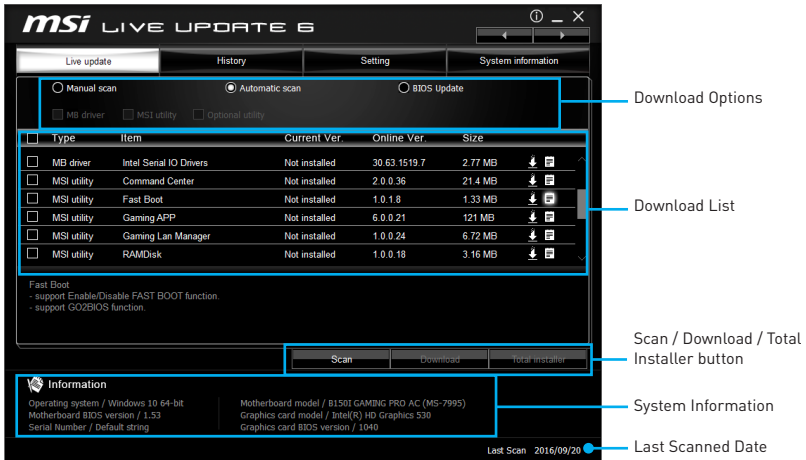 msi LIVE UPDATE 6
Live update History Setting System information
Manual scan Automatic scan BIOS Update
MB driver MSI utility Optional utility
Download Options
Type Item Current Ver. Online Ver. Size
MB driver Intel Serial IO Drivers Not installed 30.63.1519.7 2.77 MB
MSI utility Command Center Not installed 2.0.0.36 21.4 MB
MSI utility Fast Boot Not installed 1.0.1.8 1.33 MB
Download List
MSI utility Gaming APP Not installed 6.0.0.21 121 MB
MSI utility Gaming Lan Manager Not installed 1.0.0.24 6.72 MB
MSI utility RAMDisk Not installed 1.0.0.18 3.16 MB
Fast Boot
- support Enable/Disable FAST BOOT function.
- support GO2BIOS function.
Scan Download Total Installer
Scan / Download / Total
Installer button
Information
Operating system / Windows 10 64-bit
Motherboard BIOS version / 1.53
Serial Number / Default string
Motherboard model / B150I GAMING PRO AC (MS-7995)
Graphics card model / Intel(R) HD Graphics 530
Graphics card BIOS version / 1040
System Information
Last Scan 2016/09/20
Last Scanned Date